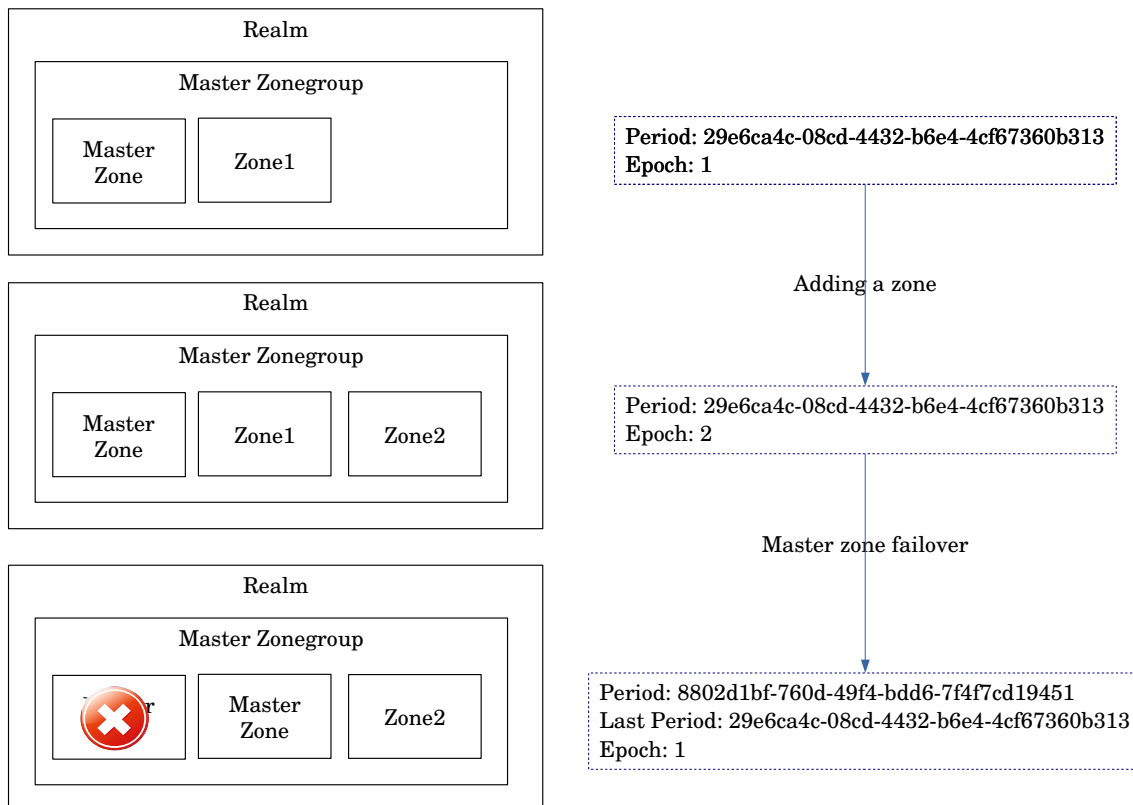 Realm
Master Zonegroup
Master
Zone
Zone1
Period: 29e6ca4c-08cd-4432-b6e4-4cf67360b313
Epoch: 1
Adding a zone
Realm
Master Zonegroup
Master
Zone
Zone1
Zone2
Period: 29e6ca4c-08cd-4432-b6e4-4cf67360b313
Epoch: 2
Master zone failover
Realm
Master Zonegroup
Master
Zone
Zone2
Period: 8802d1bf-760d-49f4-bdd6-7f4f7cd19451
Last Period: 29e6ca4c-08cd-4432-b6e4-4cf67360b313
Epoch: 1